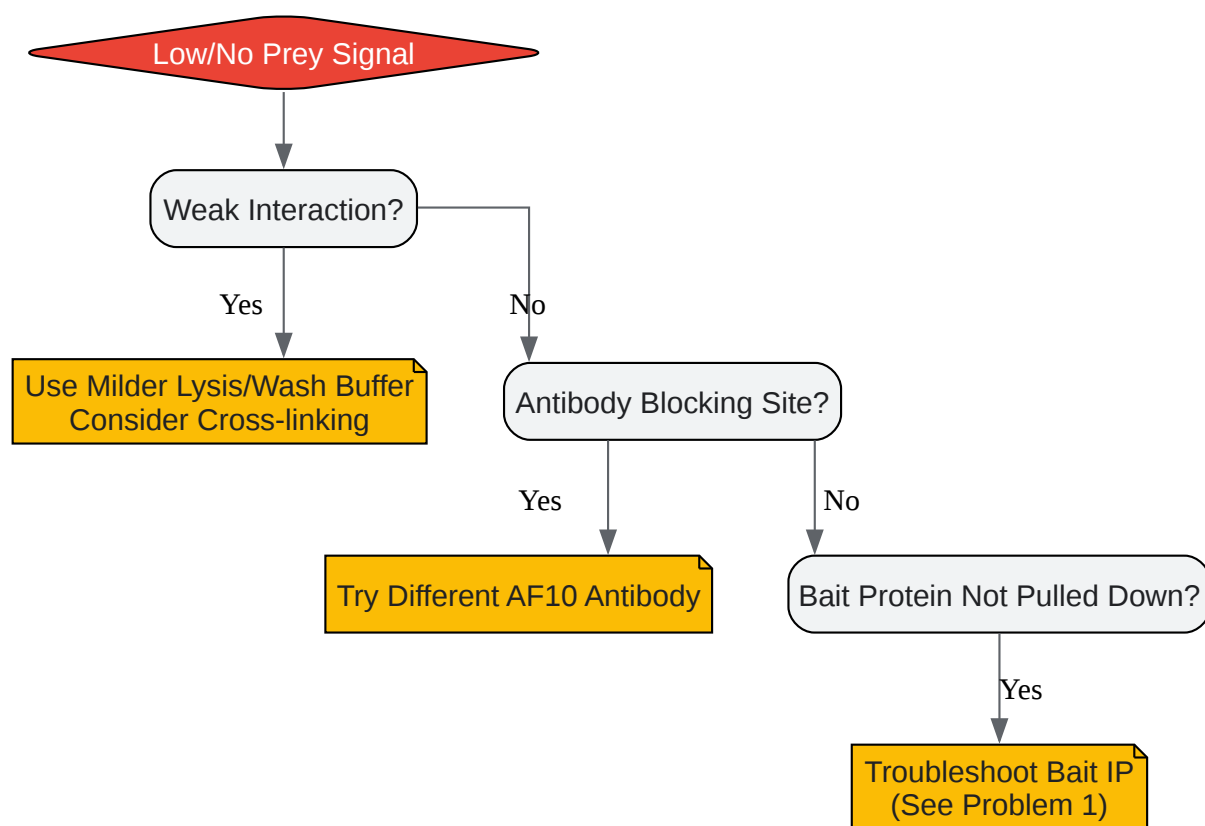 Low/No Prey Signal
Weak Interaction?
Yes
No
Use Milder Lysis/Wash Buffer
Consider Cross-linking
Antibody Blocking Site?
Yes
No
Try Different AF10 Antibody
Bait Protein Not Pulled Down?
Yes
Troubleshoot Bait IP
(See Problem 1)